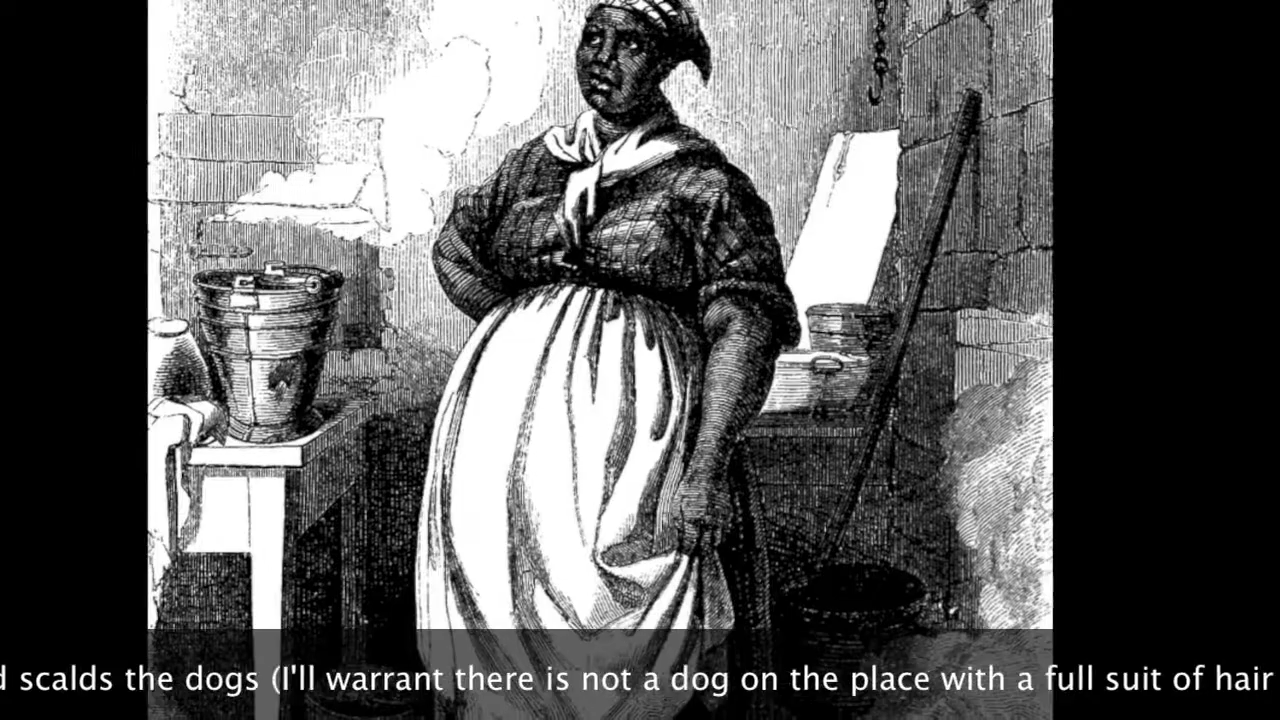 scalds the dogs (I'll warrant there is not a dog on the place with a full suit of hair